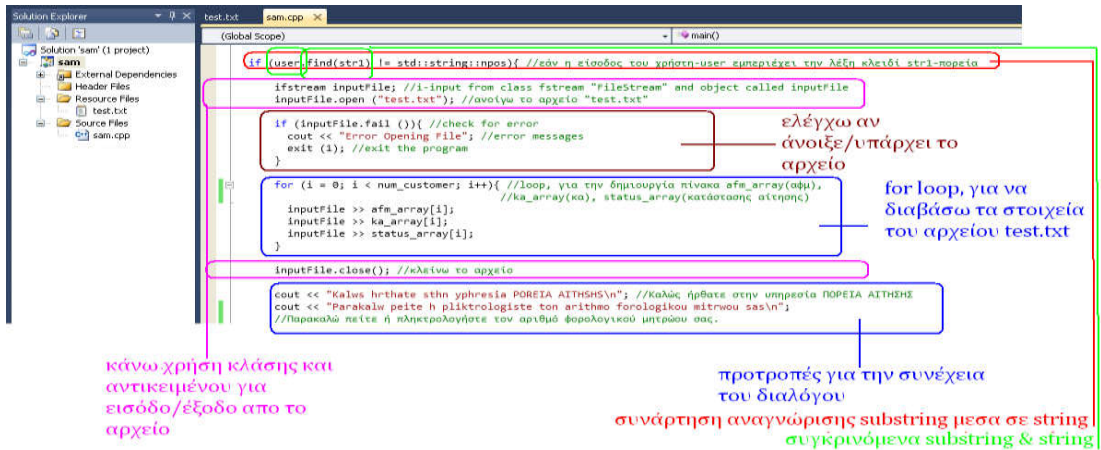 Solution Explorer
test.txt sam.cpp
(Global Scope) main()
Solution 'sam' (1 project)
sam
External Dependencies
Header Files
Resource Files
test.txt
Source Files
sam.cpp
if (user.find(str1) != std::string::npos){ //εάν η είσοδος του χρήστη-user εμπεριέχει την λέξη κλειδί str1-πορεία
ifstream inputFile; //i-input from class fstream "FileStream" and object called inputFile
inputFile.open ("test.txt"); //ανοίγω το αρχείο "test.txt"
if (inputFile.fail ()){ //check for error
cout << "Error Opening File"; //error messages
exit (1); //exit the program
}
ελέγχω αν
άνοιξε/υπάρχει το
αρχείο
for (i = 0; i < num_customer; i++){ //loop, για την δημιουργία πίνακα afm_array(αφμ),
//ka_array(κα), status_array(κατάστασης αίτησης)
inputFile >> afm_array[i];
inputFile >> ka_array[i];
inputFile >> status_array[i];
}
for loop, για να
διαβάσω τα στοιχεία
του αρχείου test.txt
inputFile.close(); //κλείνω το αρχείο
cout << "Kalws hrthate sthn yphresia POREIA AITHSHS\n"; //Καλώς ήρθατε στην υπηρεσία ΠΟΡΕΙΑ ΑΙΤΗΣΗΣ
cout << "Parakalw peite h pliktrologiste ton arithmo forologikou mitrwou sas\n";
//Παρακαλώ πείτε ή πληκτρολογήστε τον αριθμό φορολογικού μητρώου σας.
κάνω χρήση κλάσης και
αντικειμένου για
εισόδο/έξοδο απο το
αρχείο
προτροπές για την συνέχεια
του διαλόγου
συνάρτηση αναγνώρισης substring μεσα σε string
συγκρινόμενα substring & string